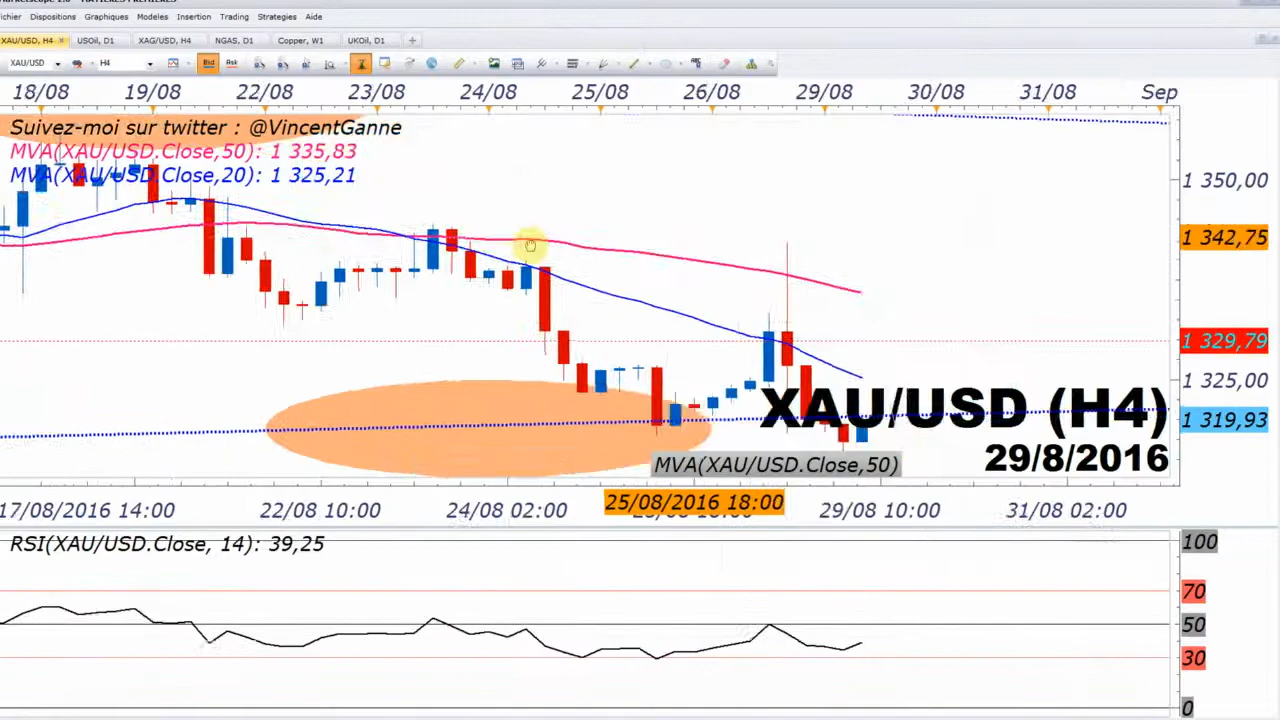 ichier Dispositions Graphiques Modeles Insertion Trading Strategies Aide
XAU/USD, H4 USOil, D1 XAG/USD, H4 NGAS, D1 Copper, W1 UKOil, D1
XAU/USD H4 Bid Ask
18/08 19/08 22/08 23/08 24/08 25/08 26/08 29/08 30/08 31/08 Sep
Suivez-moi sur twitter : @VincentGanne
MVA(XAU/USD.Close,50): 1 335,83
MVA(XAU/USD.Close,20): 1 325,21
1 350,00
1 342,75
1 329,79
1 325,00
XAU/USD (H4)
1 319,93
29/8/2016
MVA(XAU/USD.Close,50)
17/08/2016 14:00 22/08 10:00 24/08 02:00 25/08/2016 18:00 29/08 10:00 31/08 02:00
RSI(XAU/USD.Close, 14): 39,25
100
70
50
30
0